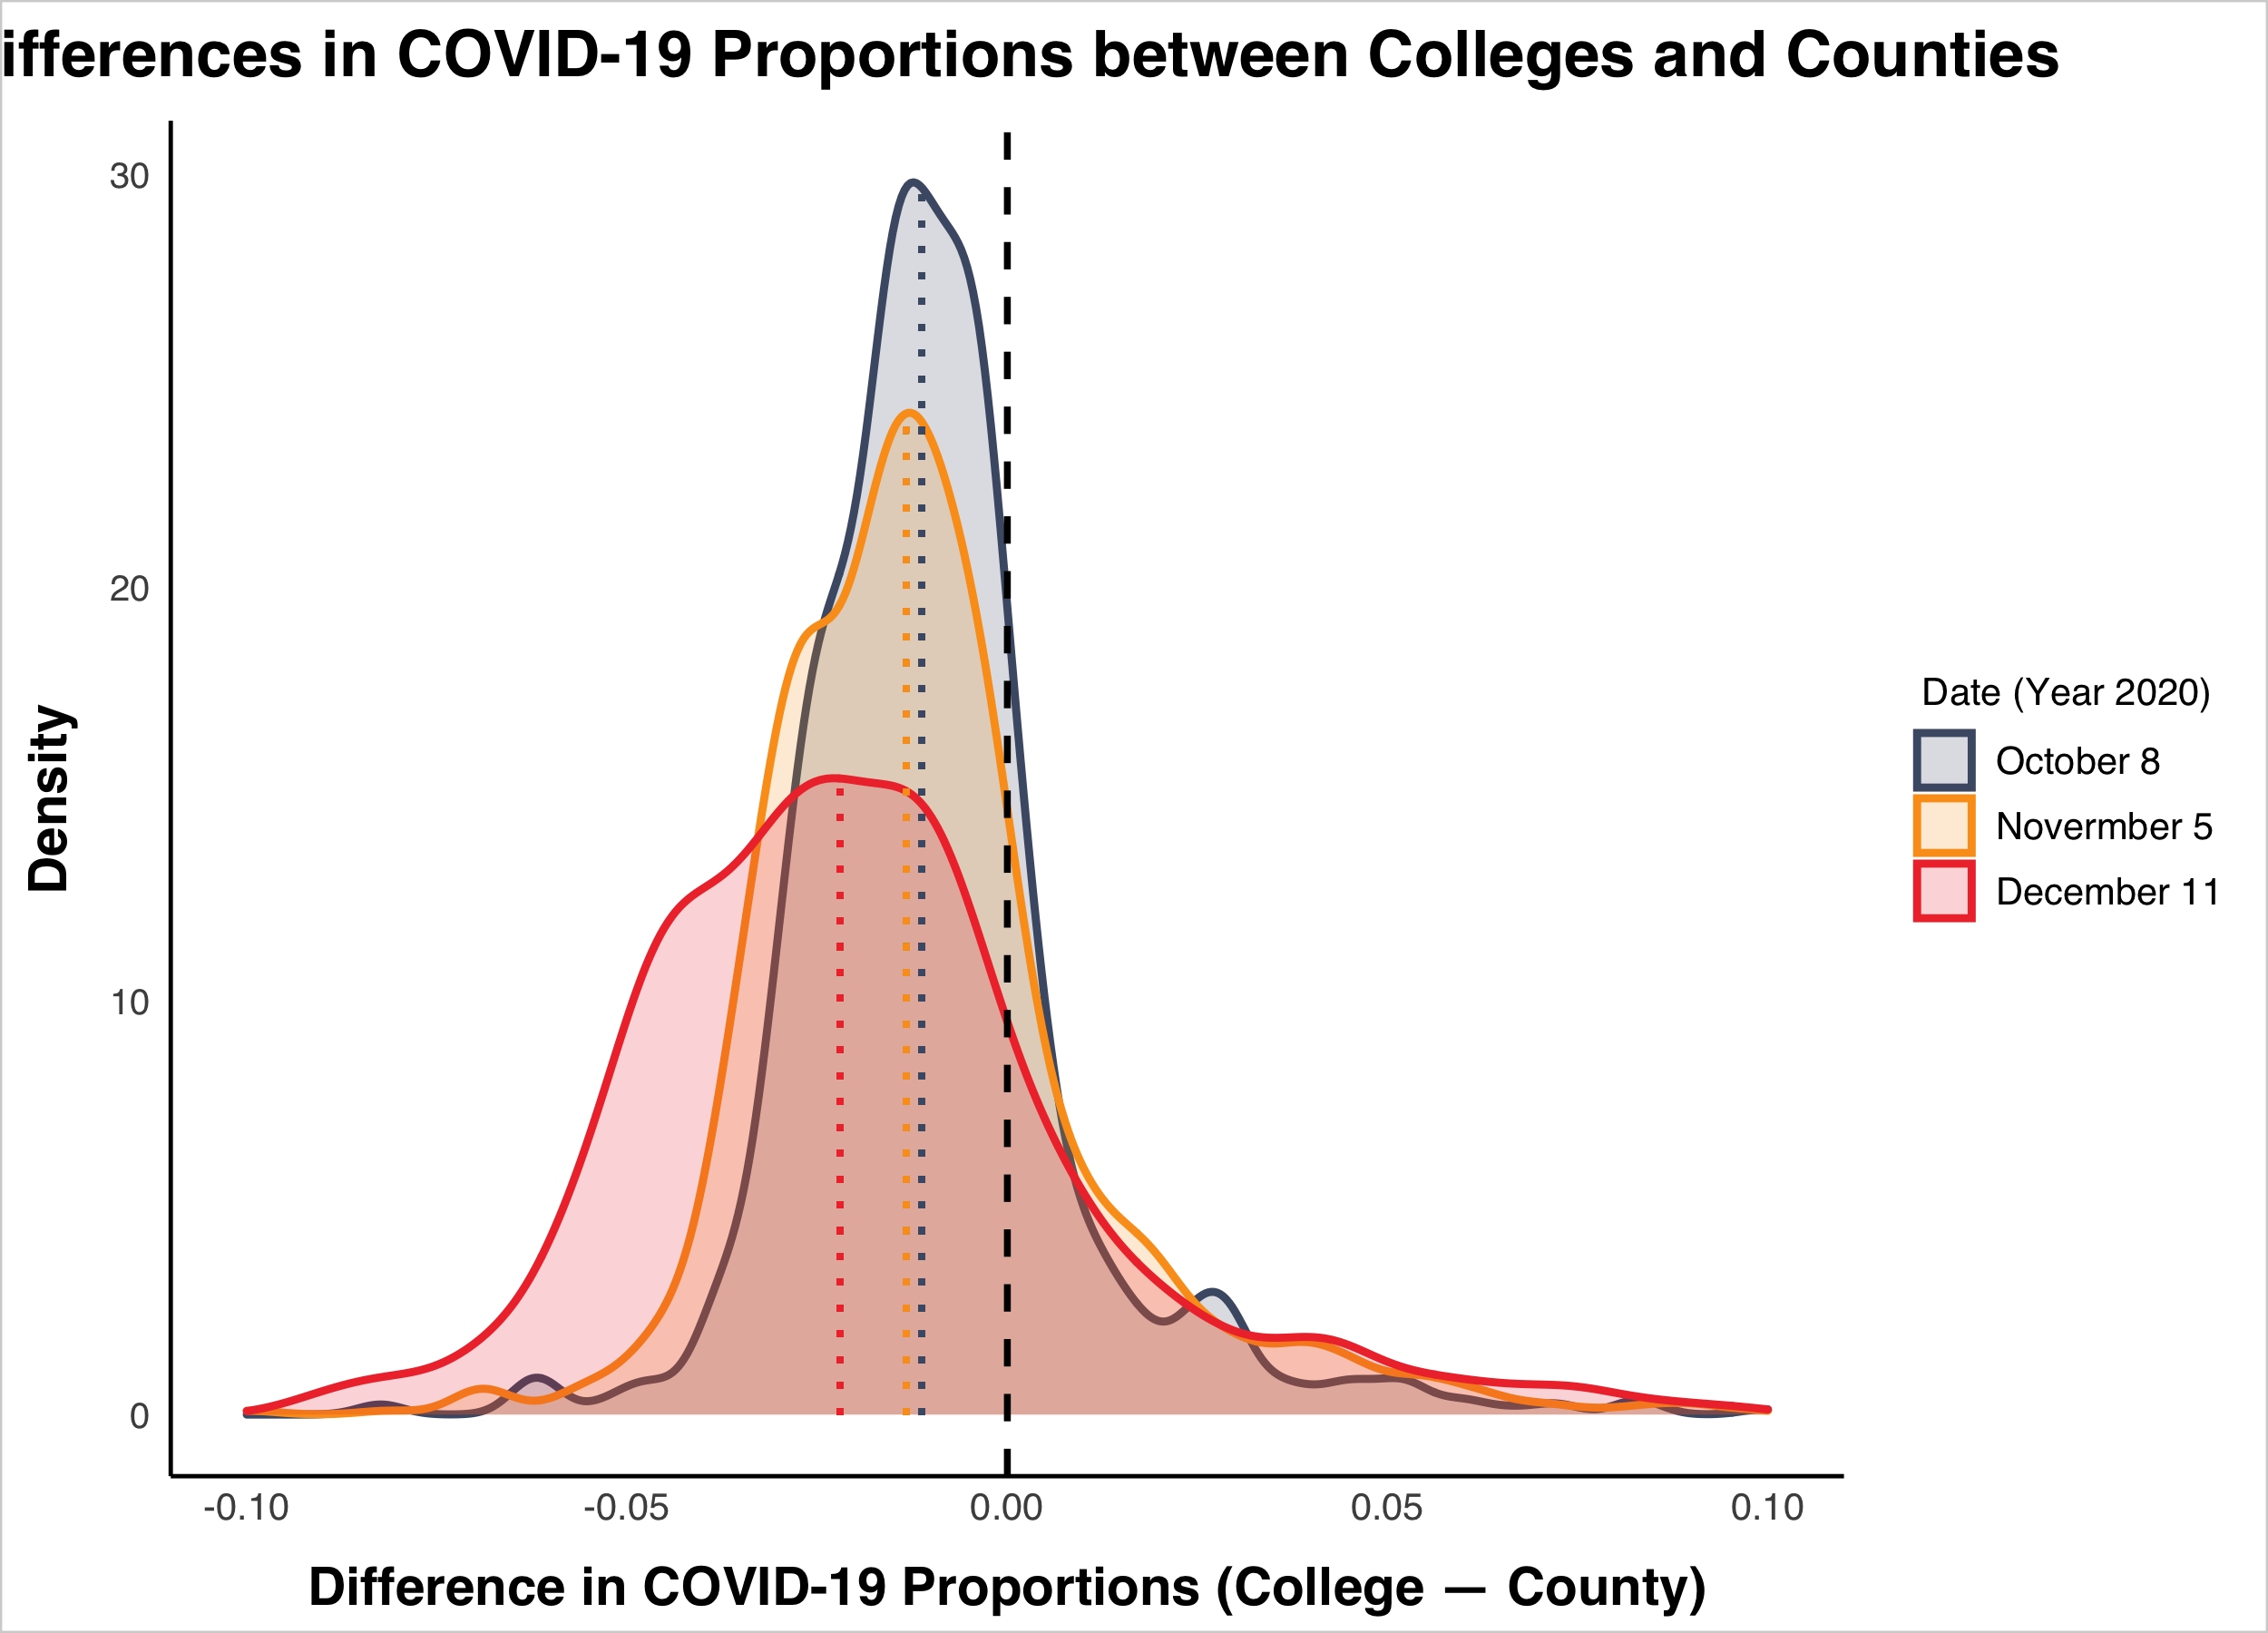 ifferences in COVID-19 Proportions between Colleges and Counties
30
20
10
0
Density
-0.10 -0.05 0.00 0.05 0.10
Difference in COVID-19 Proportions (College — County)
Date (Year 2020)
October 8
Novermber 5
December 11